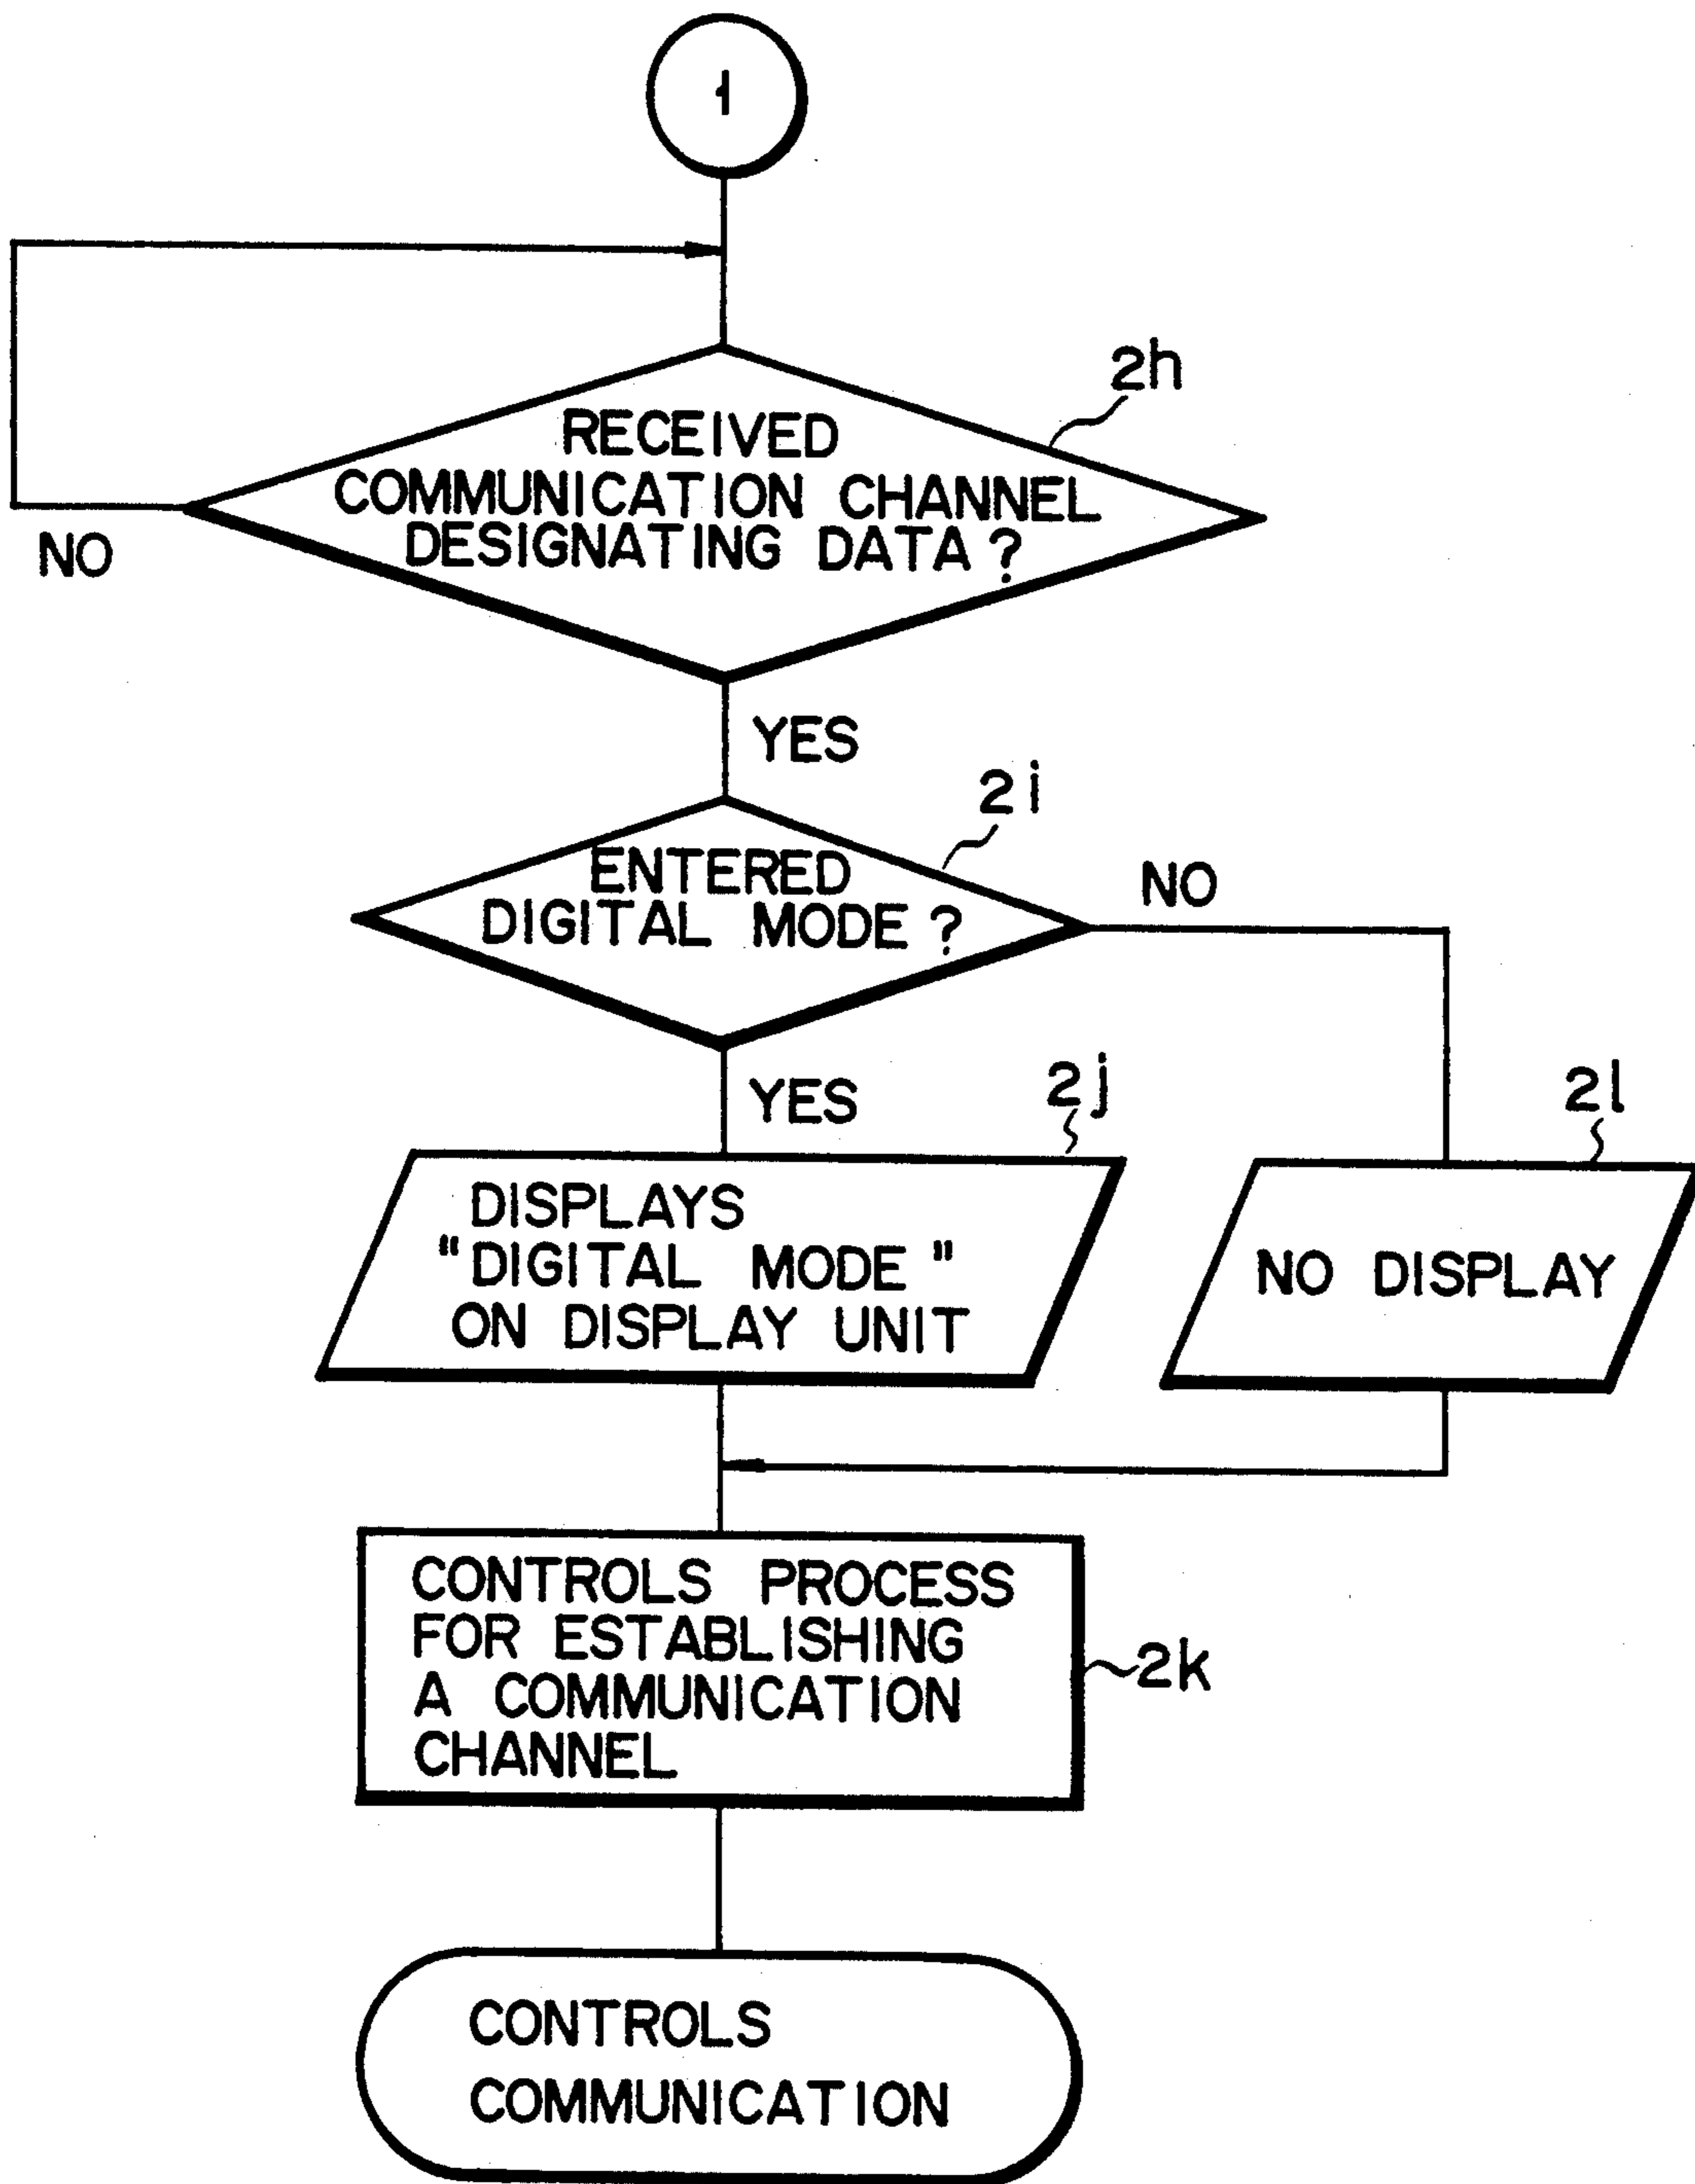 1
2h
RECEIVED
COMMUNICATION CHANNEL
DESIGNATING DATA ?
NO
YES
2i
ENTERED
DIGITAL MODE ?
NO
YES
2j
2l
DISPLAYS
"DIGITAL MODE"
ON DISPLAY UNIT
NO DISPLAY
CONTROLS PROCESS
FOR ESTABLISHING
A COMMUNICATION
CHANNEL
2k
CONTROLS
COMMUNICATION